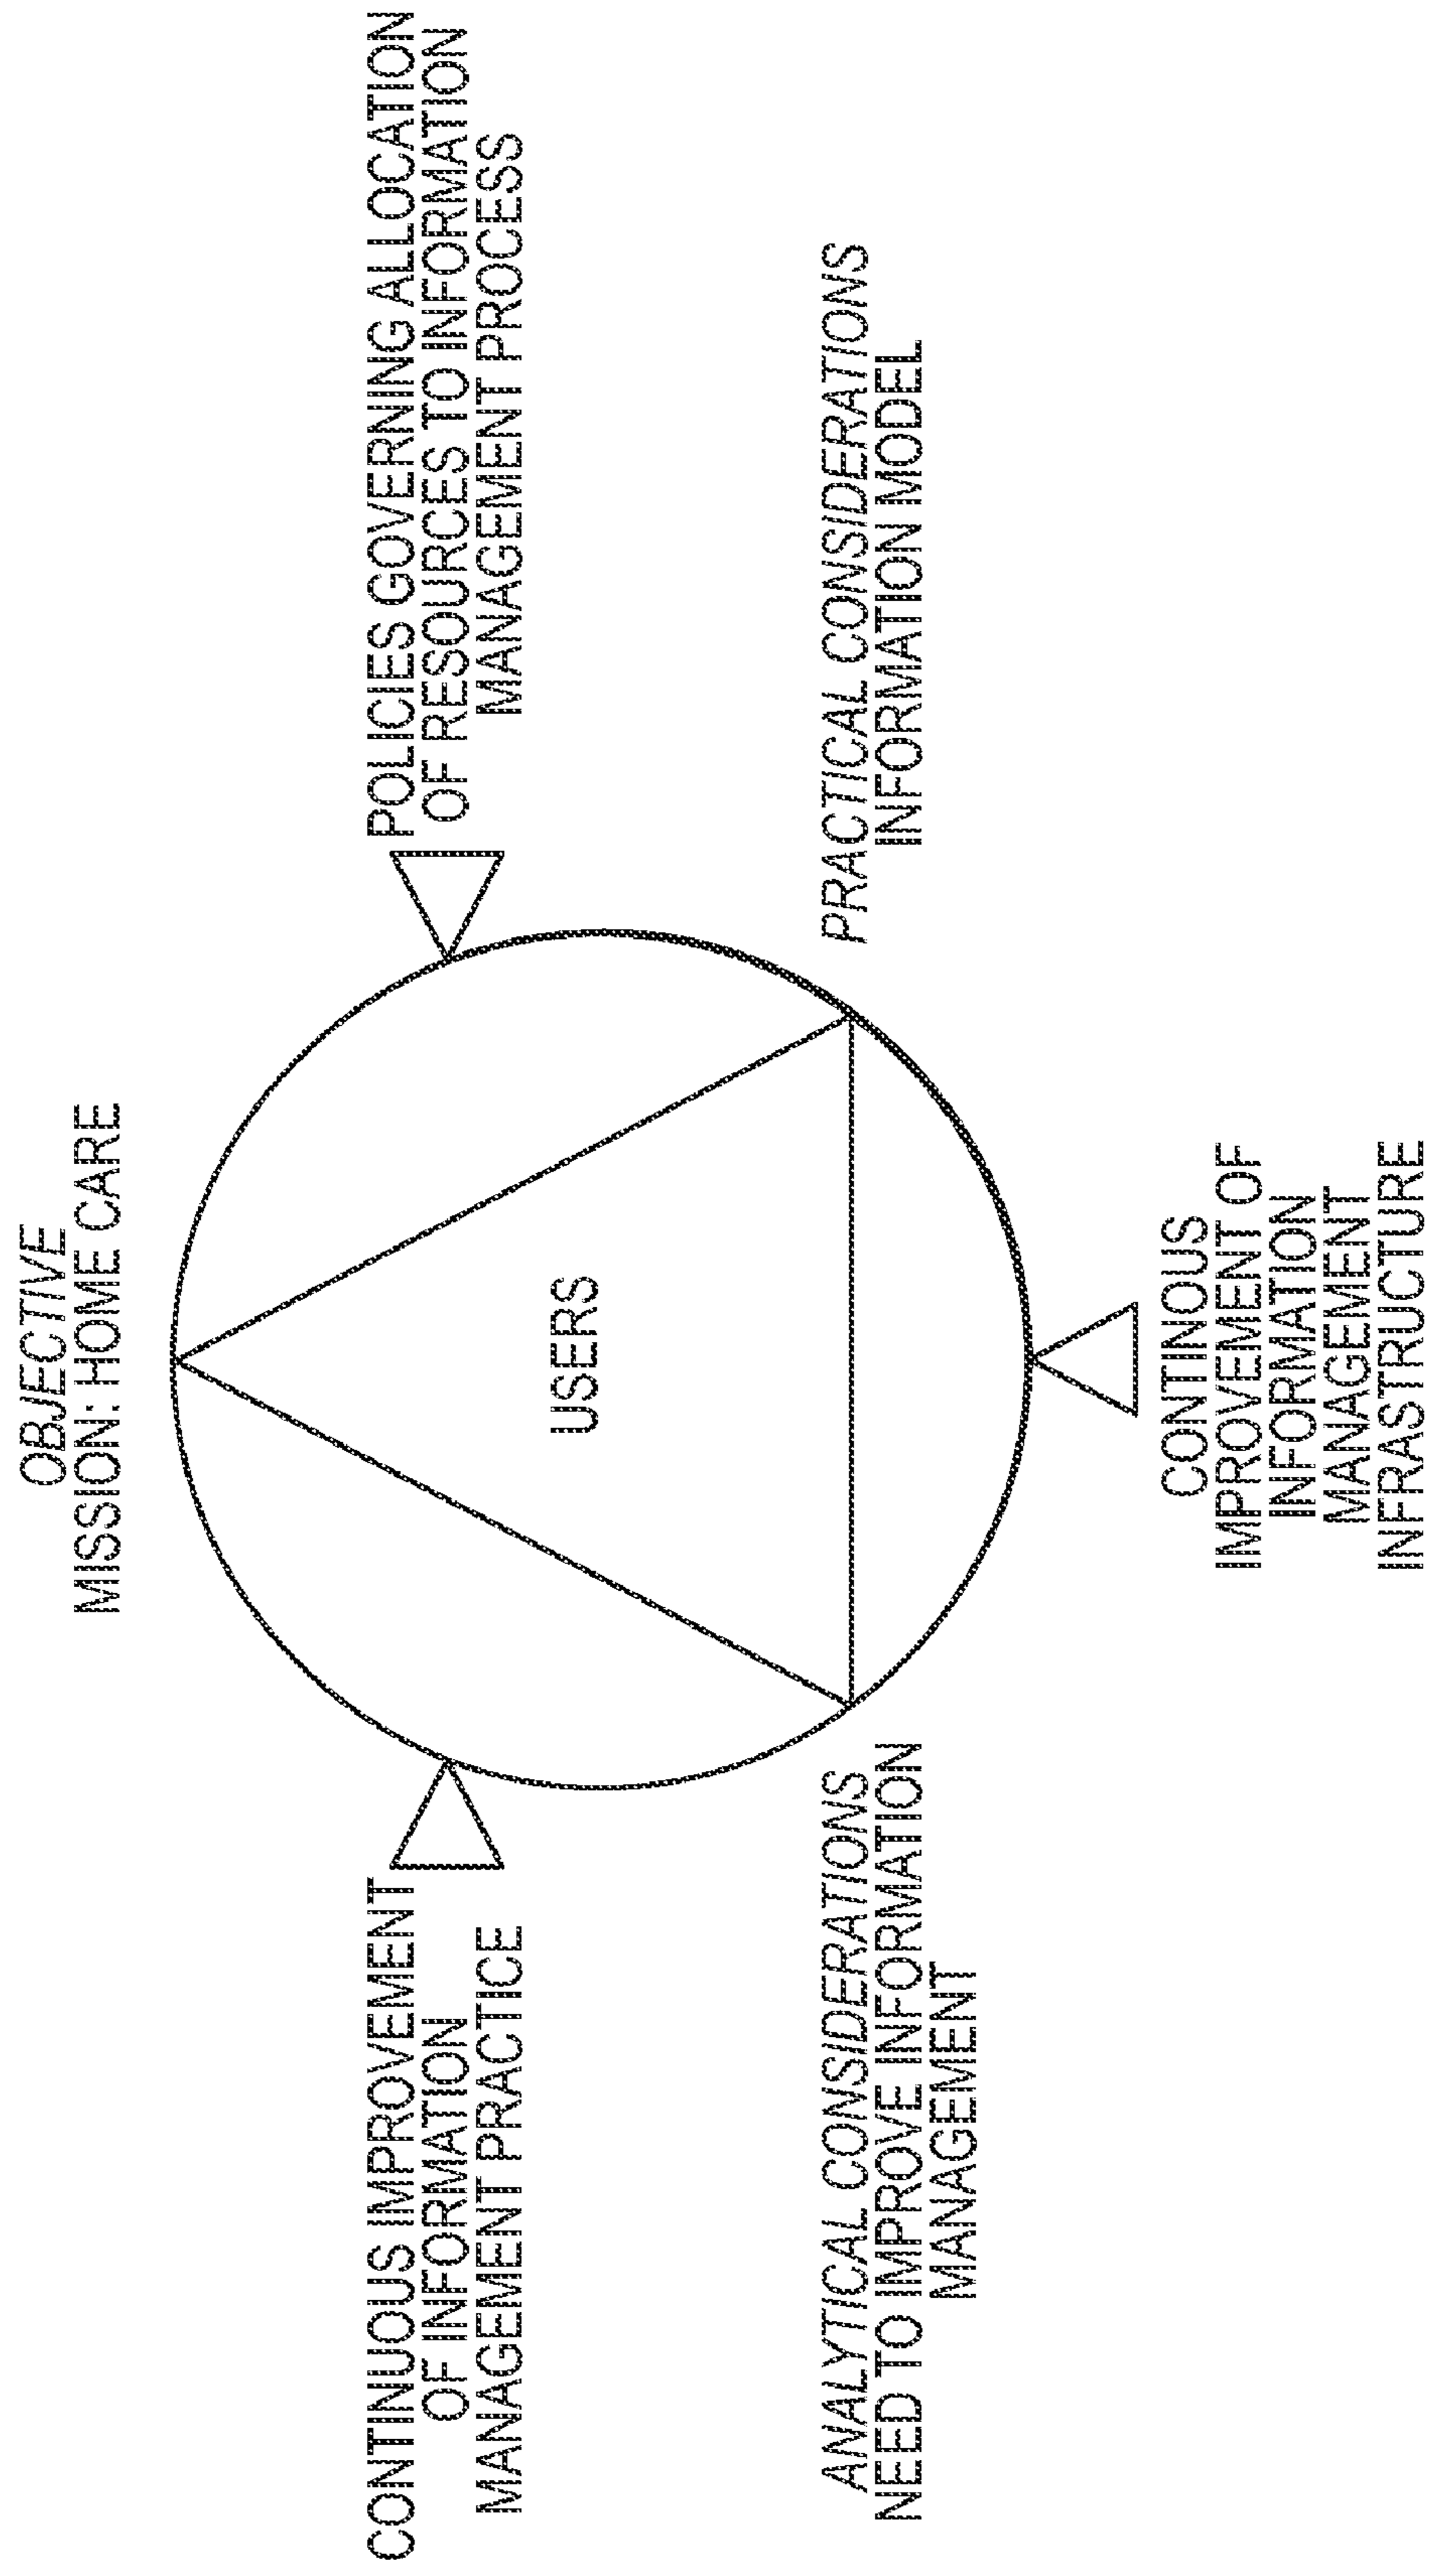 OBJECTIVE
MISSION: HOME CARE
CONTINUOUS IMPROVEMENT
OF INFORMATION
MANAGEMENT PRACTICE
POLICIES GOVERNING ALLOCATION
OF RESOURCES TO INFORMATION
MANAGEMENT PROCESS
USERS
ANALYTICAL CONSIDERATIONS
NEED TO IMPROVE INFORMATION
MANAGEMENT
PRACTICAL CONSIDERATIONS
INFORMATION MODEL
CONTINOUS
IMPROVEMENT OF
INFORMATION
MANAGEMENT
INFRASTRUCTURE